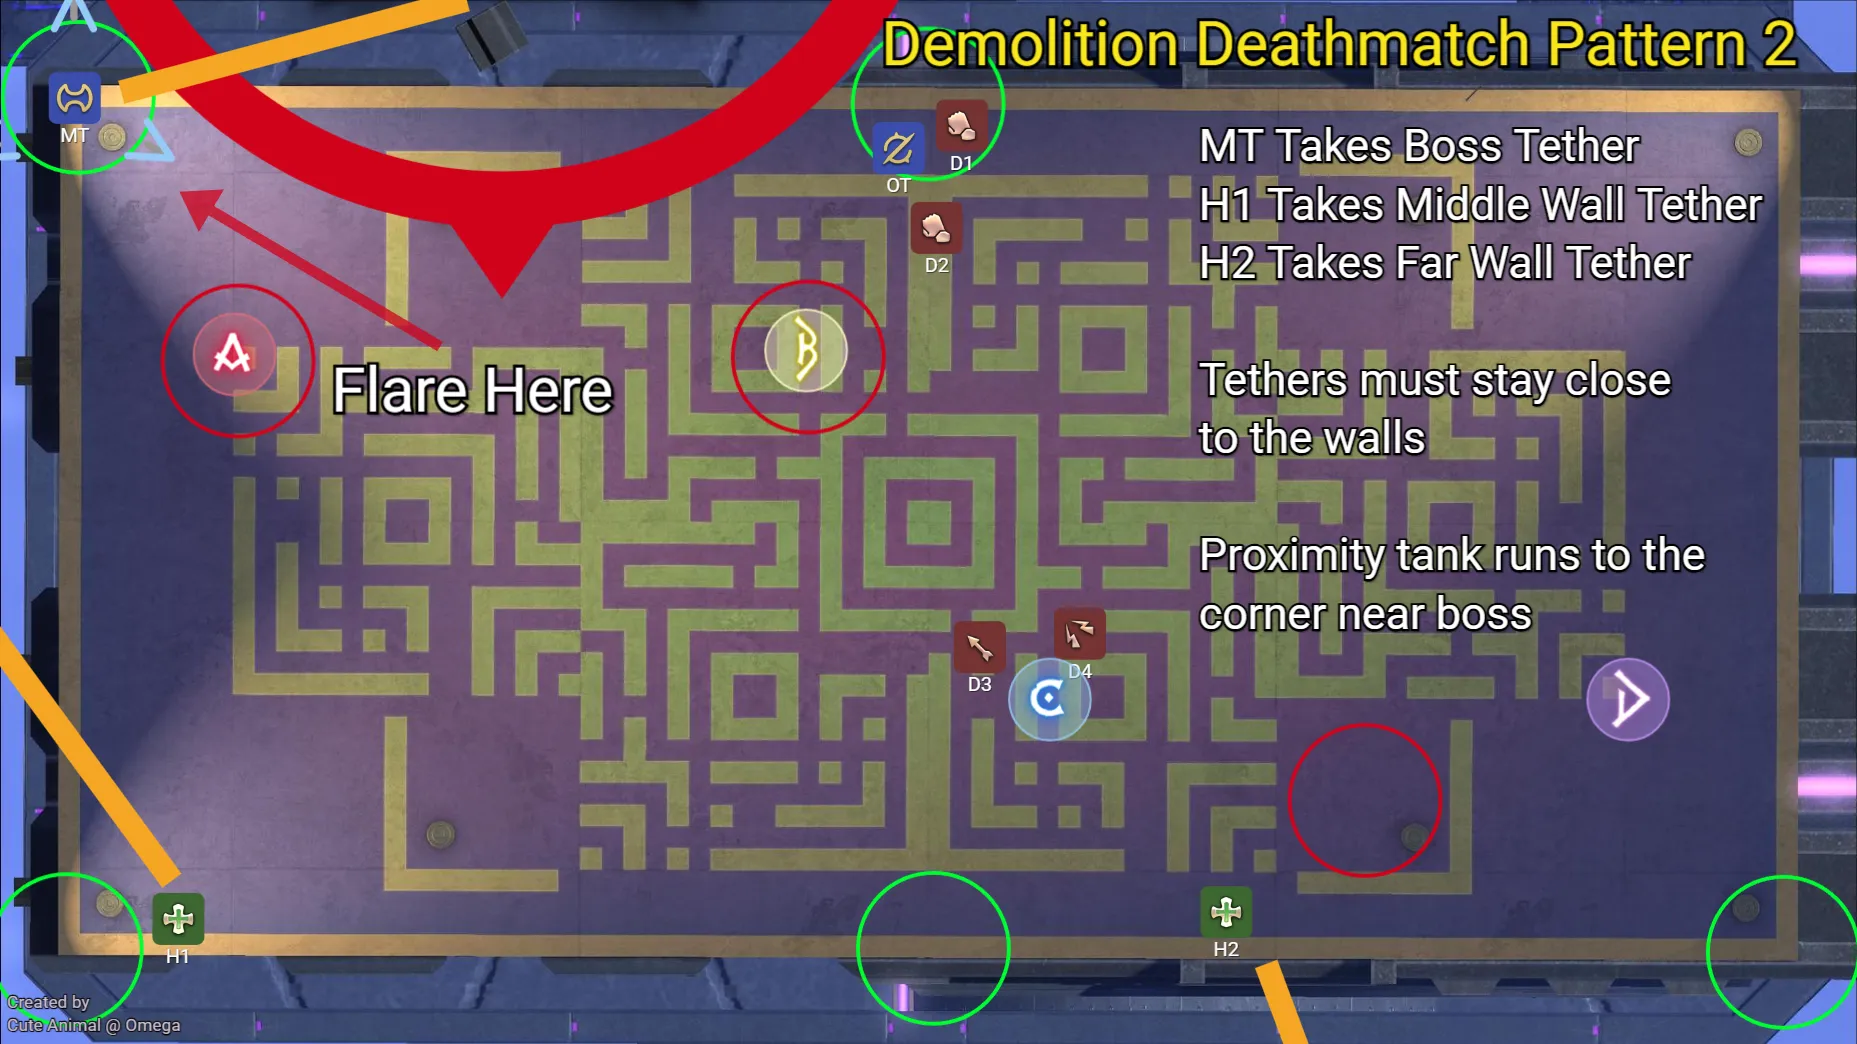 Demolition Deathmatch Pattern 2
MT
OT
D1
D2
MT Takes Boss Tether
H1 Takes Middle Wall Tether
H2 Takes Far Wall Tether
A
B
Flare Here
Tethers must stay close
to the walls
Proximity tank runs to the
corner near boss
D3
D4
C
D
H1
H2
Created by
Cute Animal @ Omega